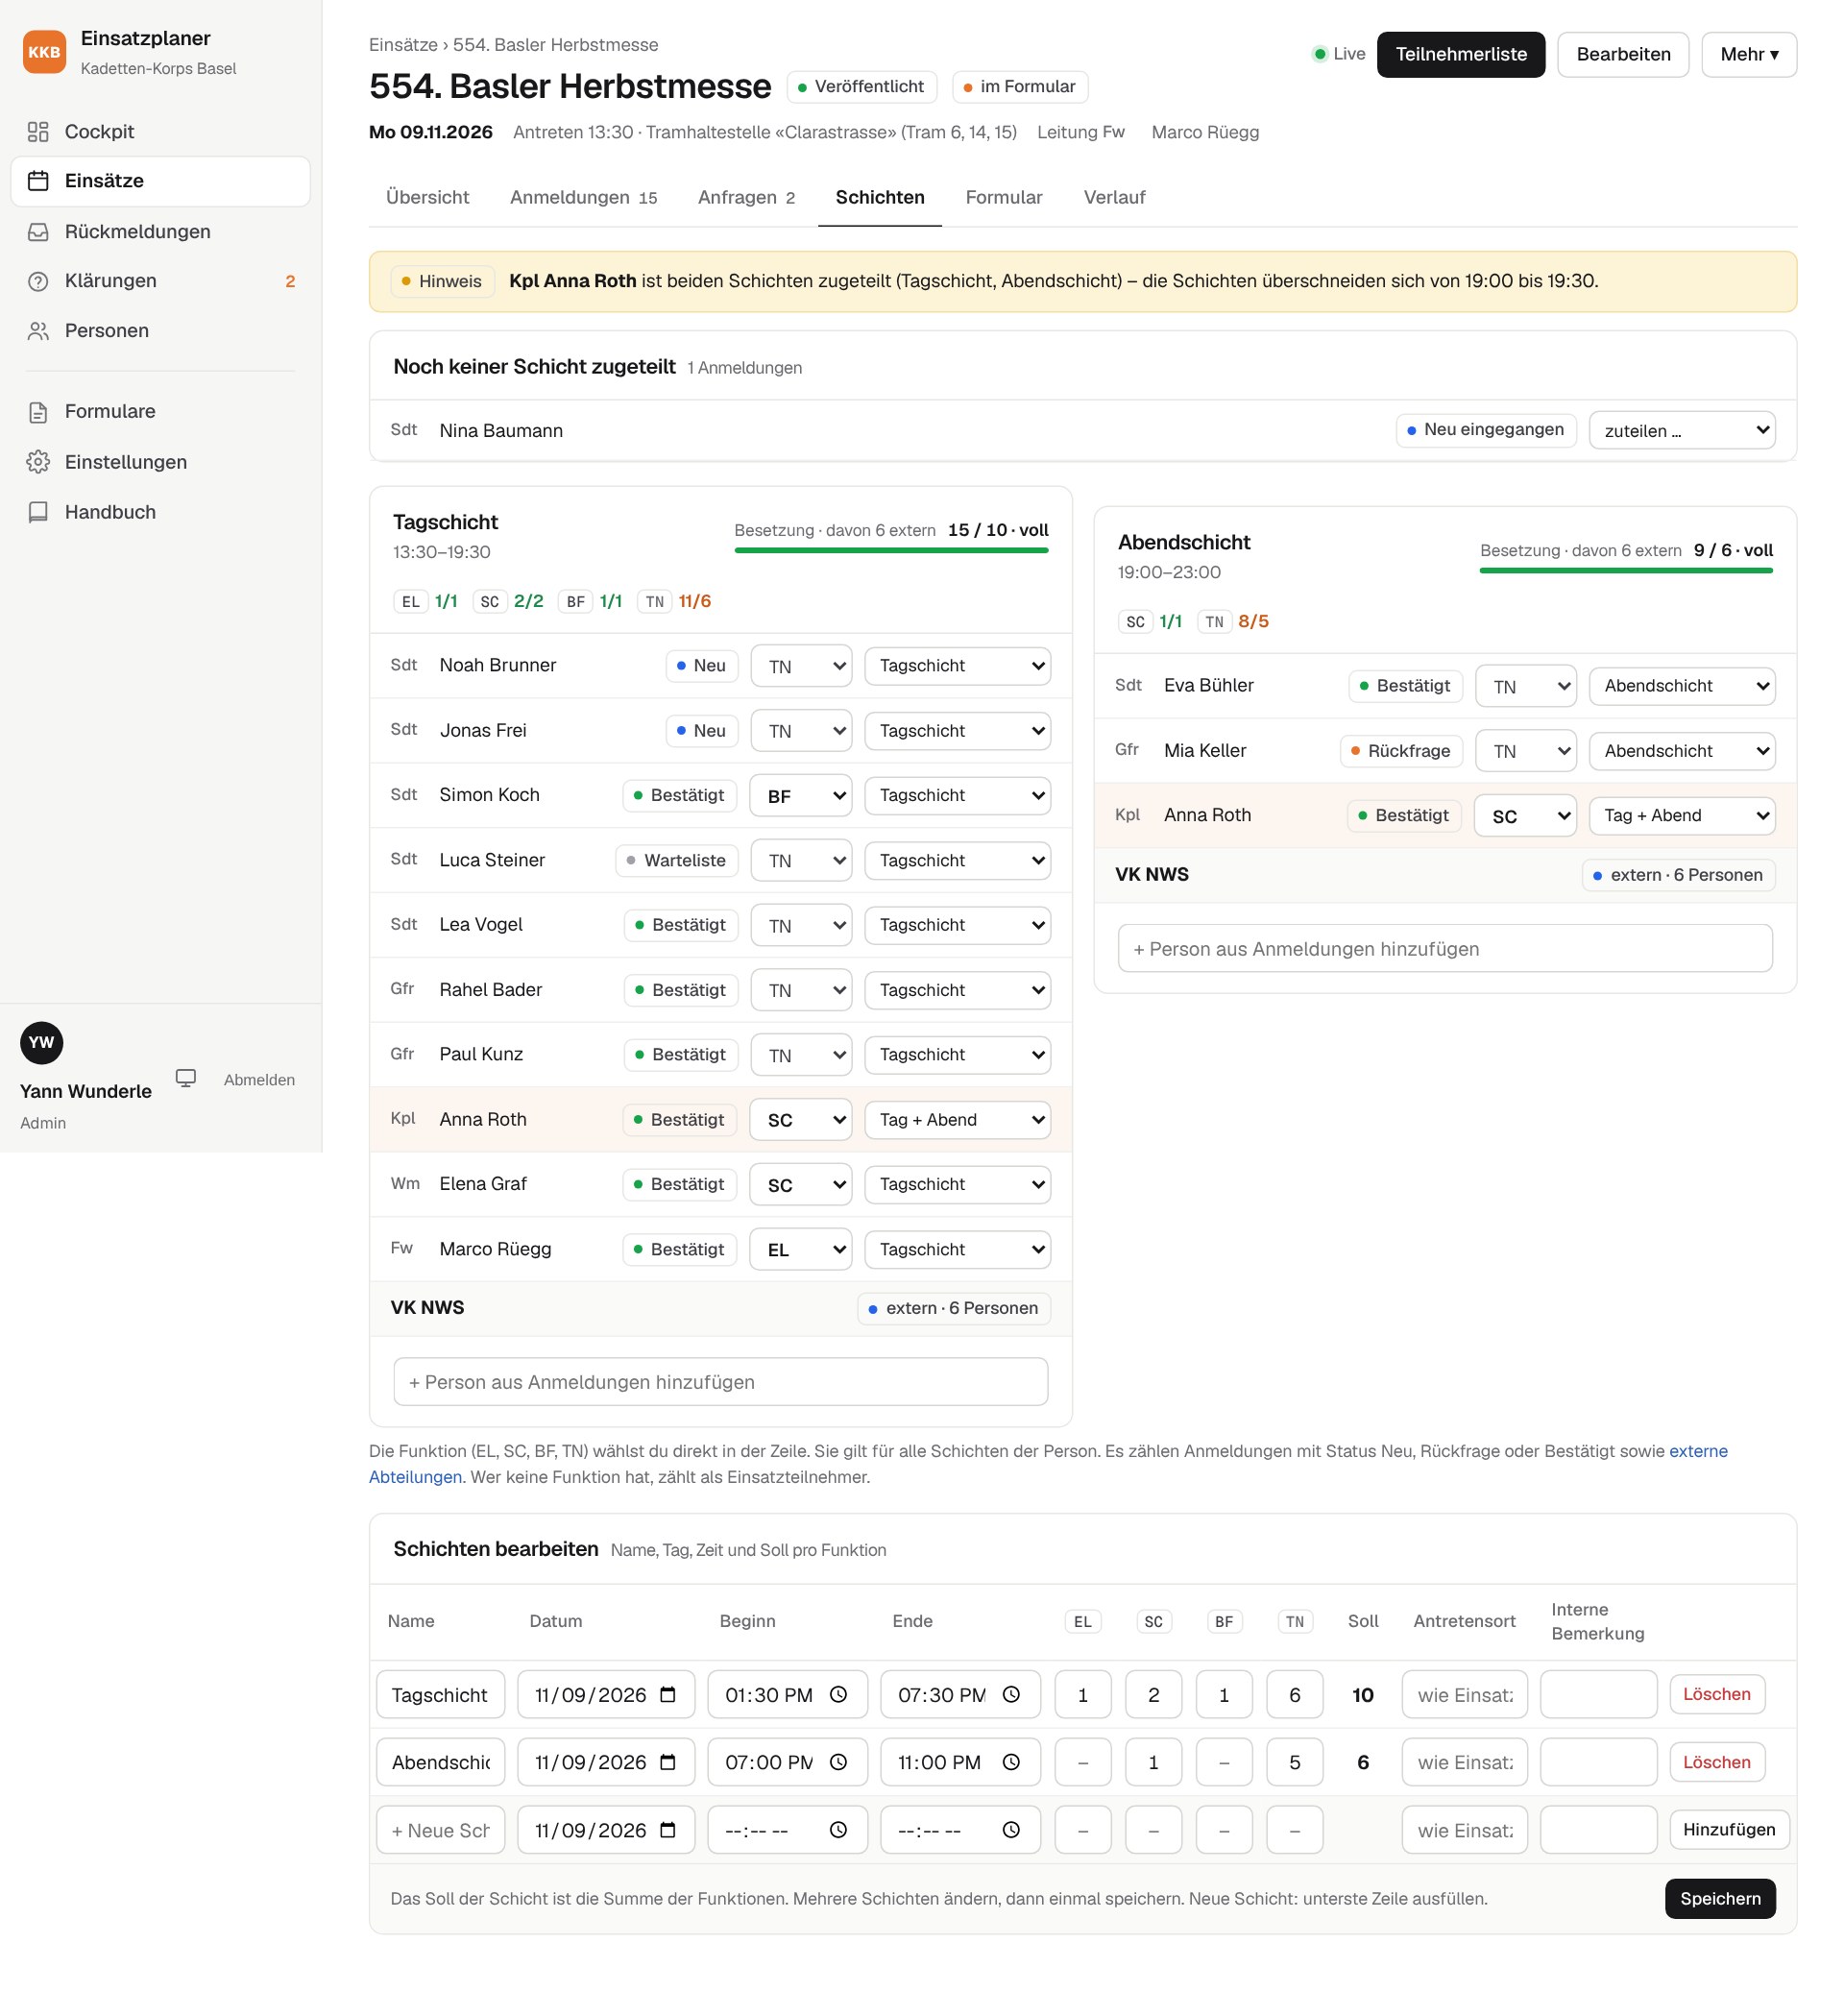 KKB
Einsatzplaner
Kadetten-Korps Basel
Cockpit
Einsätze
Rückmeldungen
Klärungen 2
Personen
Formulare
Einstellungen
Handbuch
YW
Yann Wunderle
Admin
Abmelden
Einsätze › 554. Basler Herbstmesse
554. Basler Herbstmesse Veröffentlicht im Formular
Live Teilnehmerliste Bearbeiten Mehr ▾
Mo 09.11.2026 Antreten 13:30 · Tramhaltestelle «Clarastrasse» (Tram 6, 14, 15) Leitung Fw Marco Rüegg
Übersicht Anmeldungen 15 Anfragen 2 Schichten Formular Verlauf
Hinweis Kpl Anna Roth ist beiden Schichten zugeteilt (Tagschicht, Abendschicht) – die Schichten überschneiden sich von 19:00 bis 19:30.
Noch keiner Schicht zugeteilt 1 Anmeldungen
Sdt Nina Baumann Neu eingegangen zuteilen ...
Tagschicht
13:30–19:30
Besetzung · davon 6 extern 15 / 10 · voll
EL 1/1 SC 2/2 BF 1/1 TN 11/6
Sdt Noah Brunner Neu TN Tagschicht
Sdt Jonas Frei Neu TN Tagschicht
Sdt Simon Koch Bestätigt BF Tagschicht
Sdt Luca Steiner Warteliste TN Tagschicht
Sdt Lea Vogel Bestätigt TN Tagschicht
Gfr Rahel Bader Bestätigt TN Tagschicht
Gfr Paul Kunz Bestätigt TN Tagschicht
Kpl Anna Roth Bestätigt SC Tag + Abend
Wm Elena Graf Bestätigt SC Tagschicht
Fw Marco Rüegg Bestätigt EL Tagschicht
VK NWS extern · 6 Personen
+ Person aus Anmeldungen hinzufügen
Abendschicht
19:00–23:00
Besetzung · davon 6 extern 9 / 6 · voll
SC 1/1 TN 8/5
Sdt Eva Bühler Bestätigt TN Abendschicht
Gfr Mia Keller Rückfrage TN Abendschicht
Kpl Anna Roth Bestätigt SC Tag + Abend
VK NWS extern · 6 Personen
+ Person aus Anmeldungen hinzufügen
Die Funktion (EL, SC, BF, TN) wählst du direkt in der Zeile. Sie gilt für alle Schichten der Person. Es zählen Anmeldungen mit Status Neu, Rückfrage oder Bestätigt sowie externe
Abteilungen. Wer keine Funktion hat, zählt als Einsatzteilnehmer.
Schichten bearbeiten Name, Tag, Zeit und Soll pro Funktion
Name Datum Beginn Ende EL SC BF TN Soll Antretensort Interne
Bemerkung
Tagschicht 11/09/2026 01:30 PM 07:30 PM 1 2 1 6 10 wie Einsatz Löschen
Abendschic 11/09/2026 07:00 PM 11:00 PM – 1 – 5 6 wie Einsatz Löschen
+ Neue Sch 11/09/2026 --:-- -- --:-- -- – – – – wie Einsatz Hinzufügen
Das Soll der Schicht ist die Summe der Funktionen. Mehrere Schichten ändern, dann einmal speichern. Neue Schicht: unterste Zeile ausfüllen.
Speichern